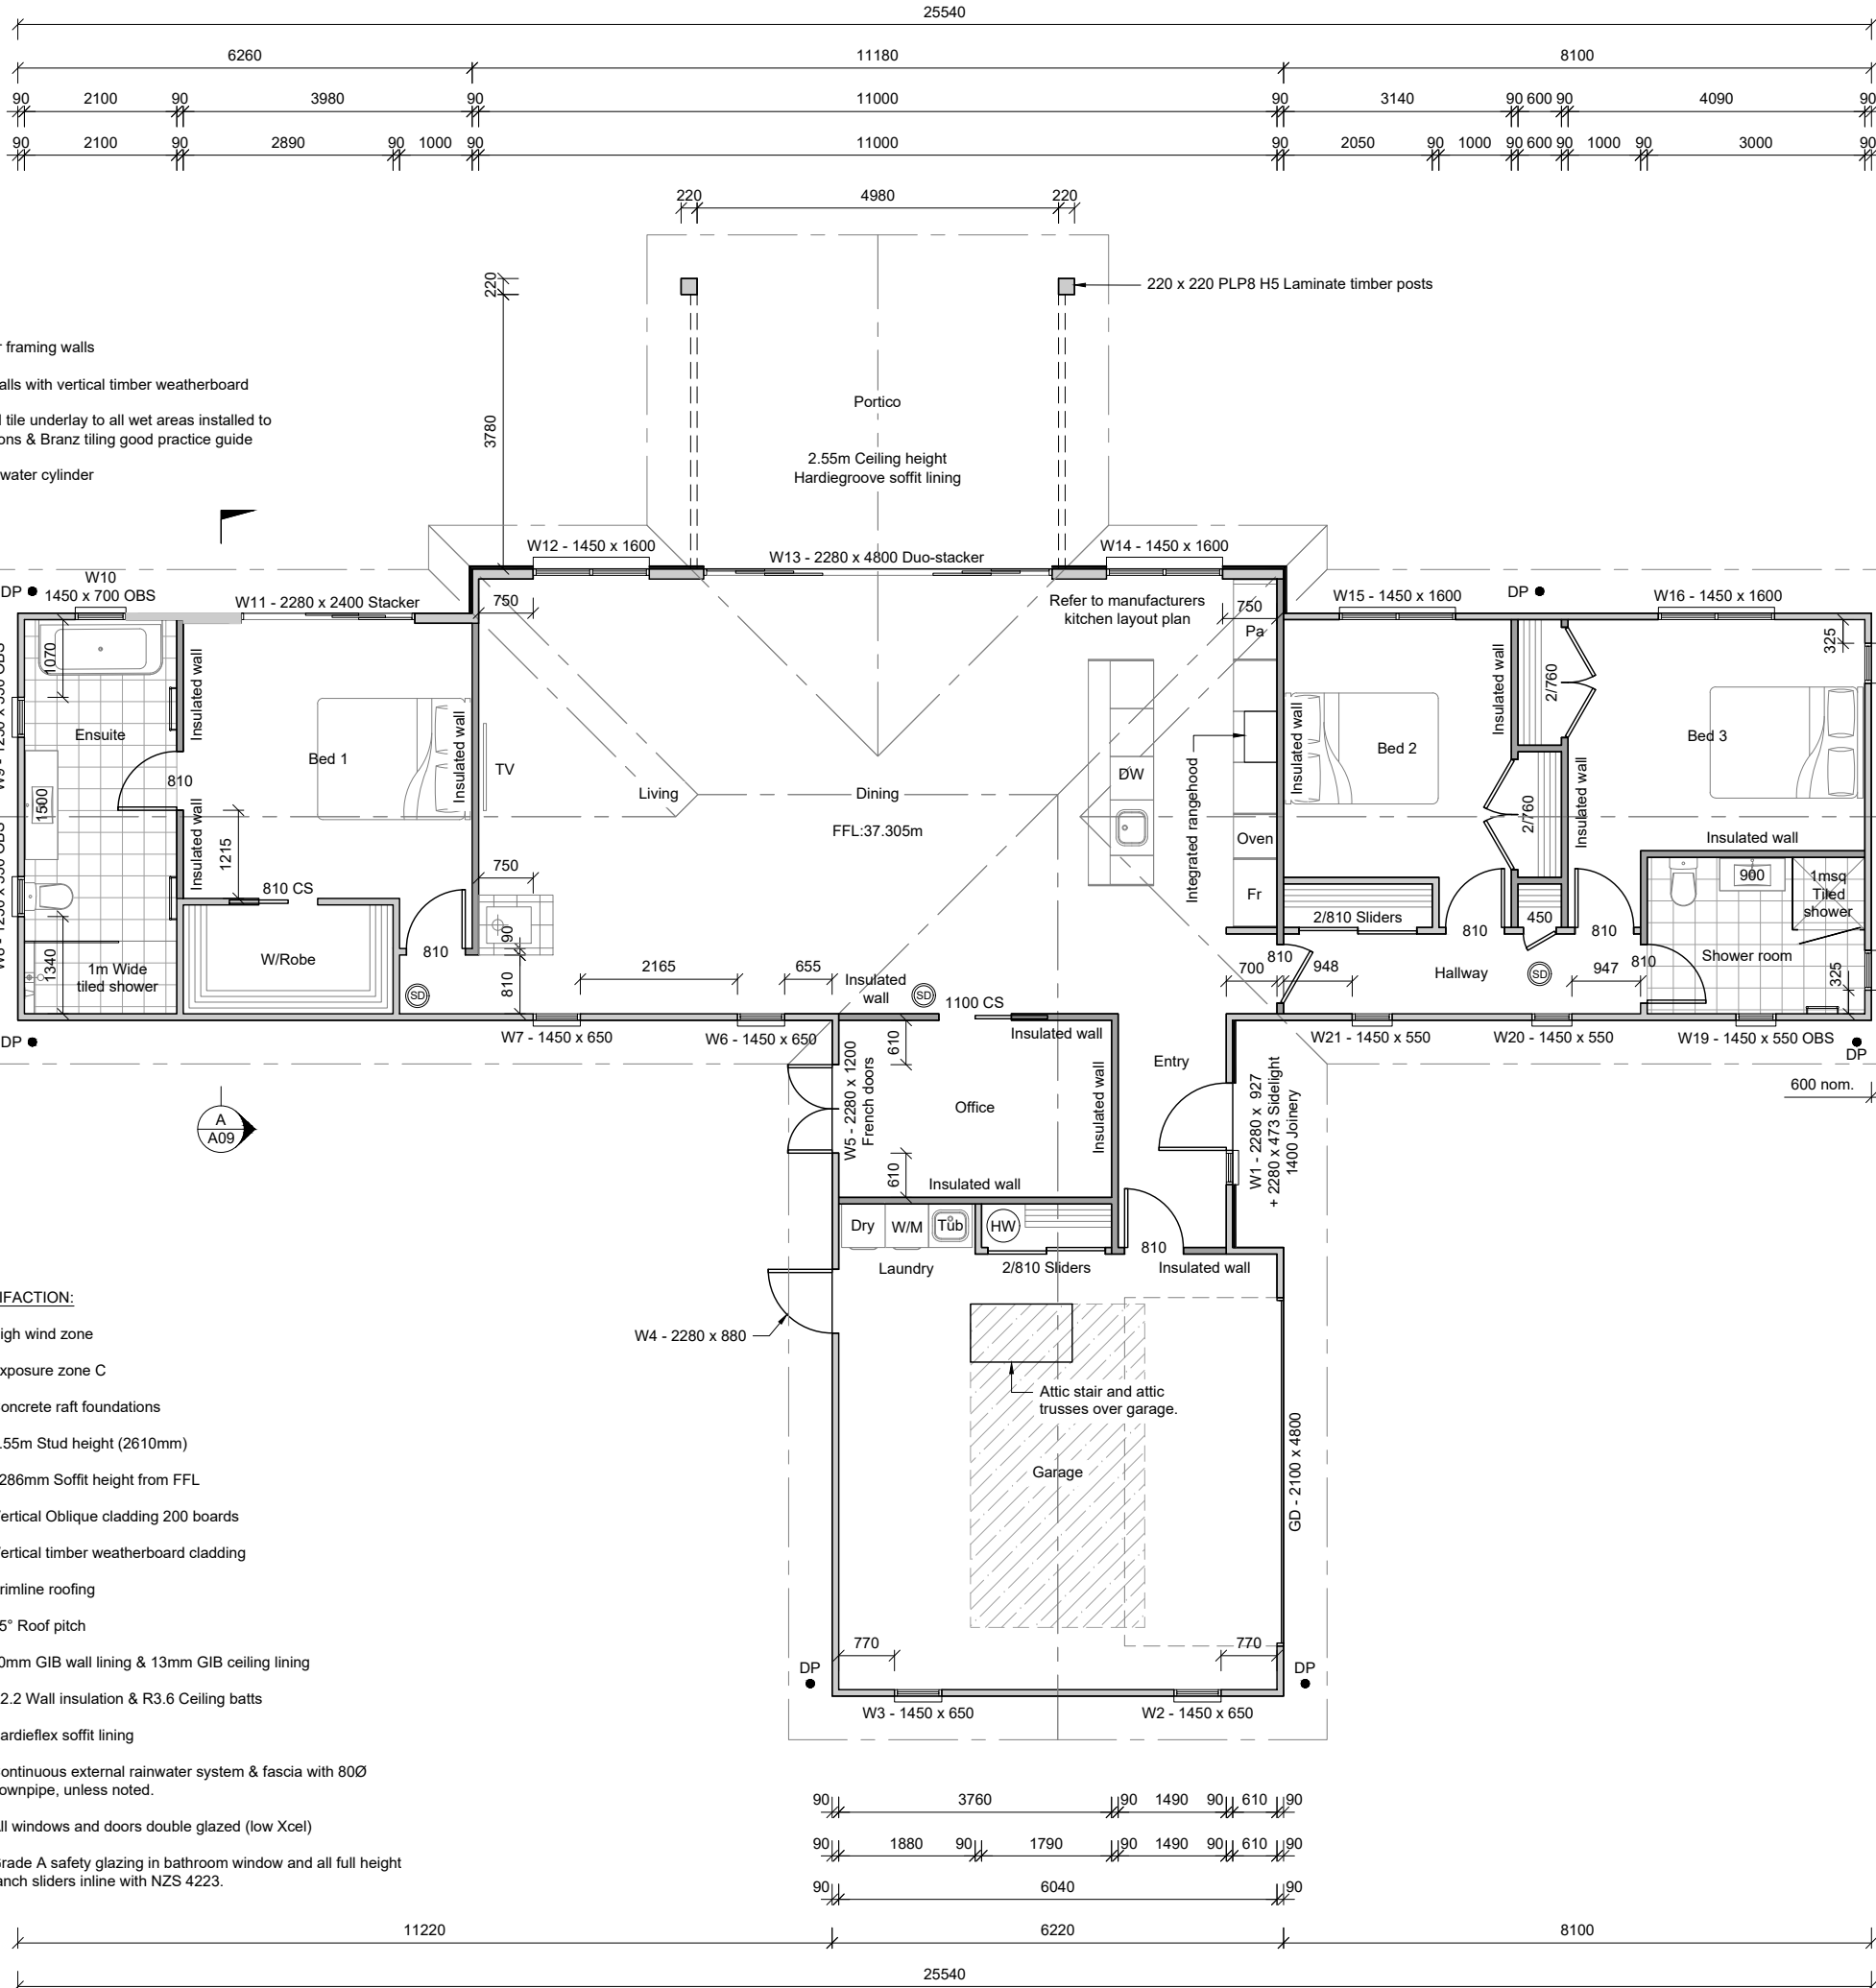 25540
6260 11180 8100
90 2100 90 3980 90 11000 90 3140 90 600 90 4090 90
90 2100 90 2890 90 1000 90 11000 90 2050 90 1000 90 600 90 1000 90 3000 90
220 4980 220
220
220 x 220 PLP8 H5 Laminate timber posts
framing walls
alls with vertical timber weatherboard
tile underlay to all wet areas installed to
ons & Branz tiling good practice guide
water cylinder
3780
Portico
2.55m Ceiling height
Hardiegroove soffit lining
W12 - 1450 x 1600
W13 - 2280 x 4800 Duo-stacker
W14 - 1450 x 1600
DP
W10
1450 x 700 OBS
W11 - 2280 x 2400 Stacker
750
Refer to manufacturers
kitchen layout plan
750
Pa
W15 - 1450 x 1600
DP
W16 - 1450 x 1600
325
1070
Insulated wall
Ensuite
Bed 1
Insulated wall
TV
Living
Dining
FFL:37.305m
DW
Integrated rangehood
Oven
Fr
Insulated wall
Bed 2
Insulated wall
2/760
2/760
Insulated wall
Bed 3
Insulated wall
810
1500
Insulated wall
1215
810 CS
750
90
810
W/Robe
810
SD
1340
1m Wide
tiled shower
2165
655
Insulated
wall
SD
1100 CS
700
810
948
2/810 Sliders
810
450
810
Hallway
SD
947
810
900
1msq
Tiled
shower
Shower room
325
DP
W7 - 1450 x 650
W6 - 1450 x 650
Insulated wall
W21 - 1450 x 550
W20 - 1450 x 550
W19 - 1450 x 550 OBS
DP
600 nom.
A
A09
610
W5 - 2280 x 1200
French doors
Office
610
Insulated wall
Insulated wall
Entry
W1 - 2280 x 927
+ 2280 x 473 Sidelight
1400 Joinery
Dry
W/M
Tub
HW
Laundry
2/810 Sliders
810
Insulated wall
W4 - 2280 x 880
Attic stair and attic
trusses over garage.
Garage
GD - 2100 x 4800
770
770
DP
DP
W3 - 1450 x 650
W2 - 1450 x 650
IFACTION:
igh wind zone
xposure zone C
oncrete raft foundations
.55m Stud height (2610mm)
286mm Soffit height from FFL
ertical Oblique cladding 200 boards
ertical timber weatherboard cladding
rimline roofing
5° Roof pitch
0mm GIB wall lining & 13mm GIB ceiling lining
2.2 Wall insulation & R3.6 Ceiling batts
ardieflex soffit lining
ontinuous external rainwater system & fascia with 80Ø
ownpipe, unless noted.
ll windows and doors double glazed (low Xcel)
rade A safety glazing in bathroom window and all full height
anch sliders inline with NZS 4223.
90 3760 90 1490 90 610 90
90 1880 90 1790 90 1490 90 610 90
90 6040 90
11220 6220 8100
25540